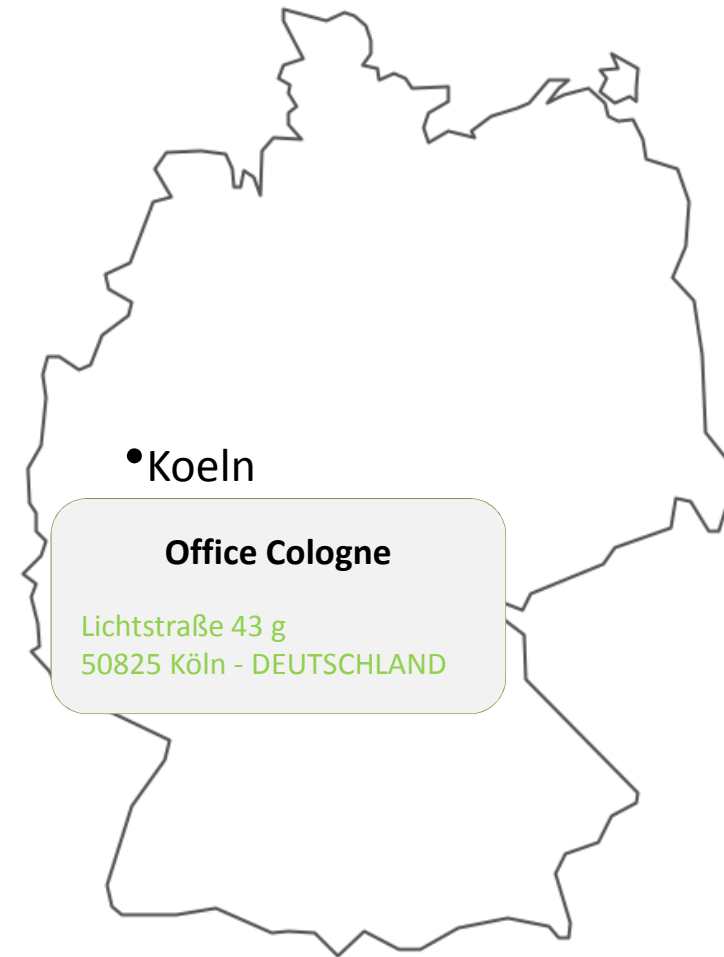 •Koeln
Office Cologne
Lichtstraße 43 g
50825 Köln - DEUTSCHLAND